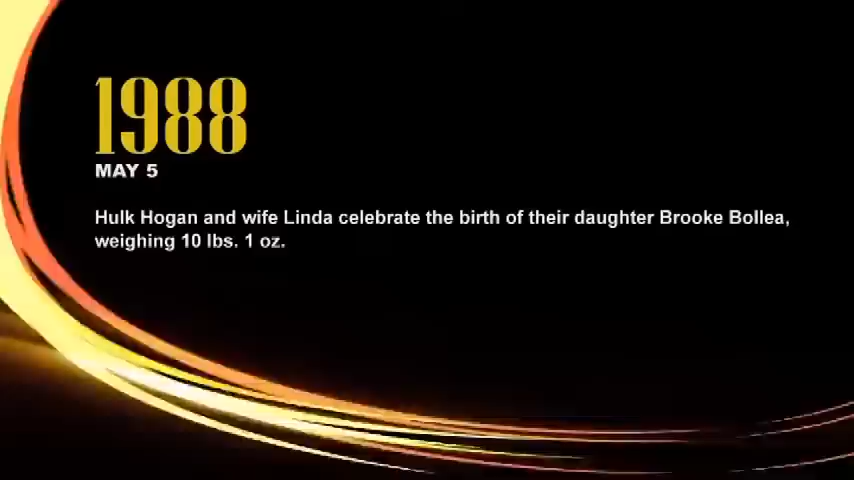 1988
MAY 5
Hulk Hogan and wife Linda celebrate the birth of their daughter Brooke Bollea,
weighing 10 lbs. 1 oz.